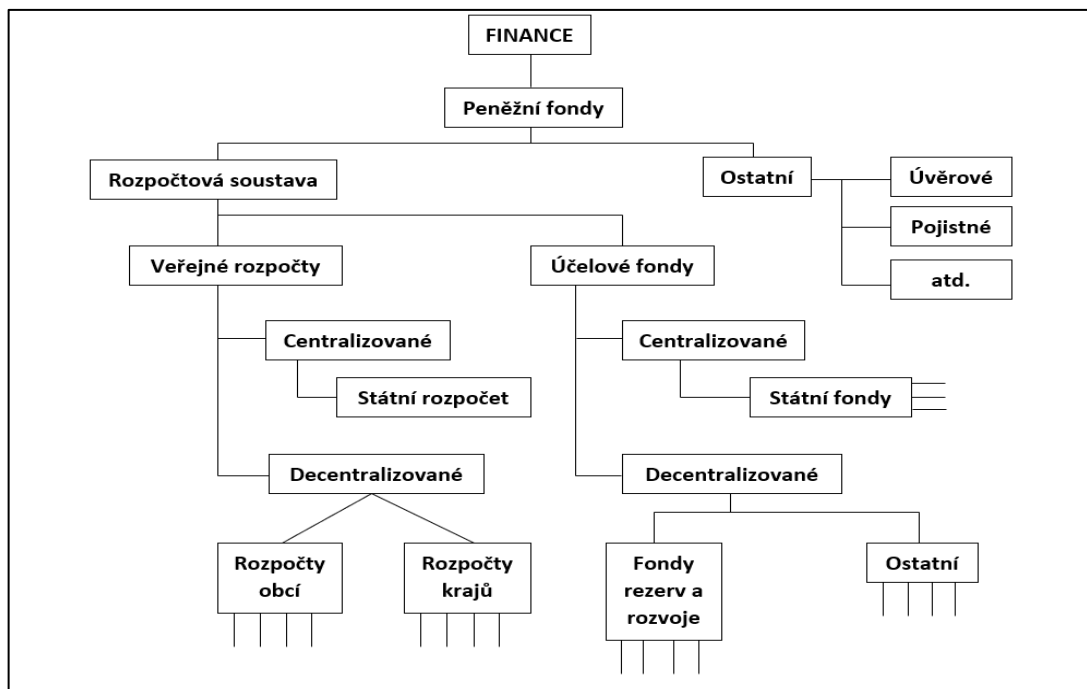 FINANCE
Peněžní fondy
Rozpočtová soustava
Ostatní
Úvěrové
Pojistné
atd.
Veřejné rozpočty
Účelové fondy
Centralizované
Státní rozpočet
Centralizované
Státní fondy
Decentralizované
Decentralizované
Rozpočty
obcí
Rozpočty
krajů
Fondy
rezerv a
rozvoje
Ostatní